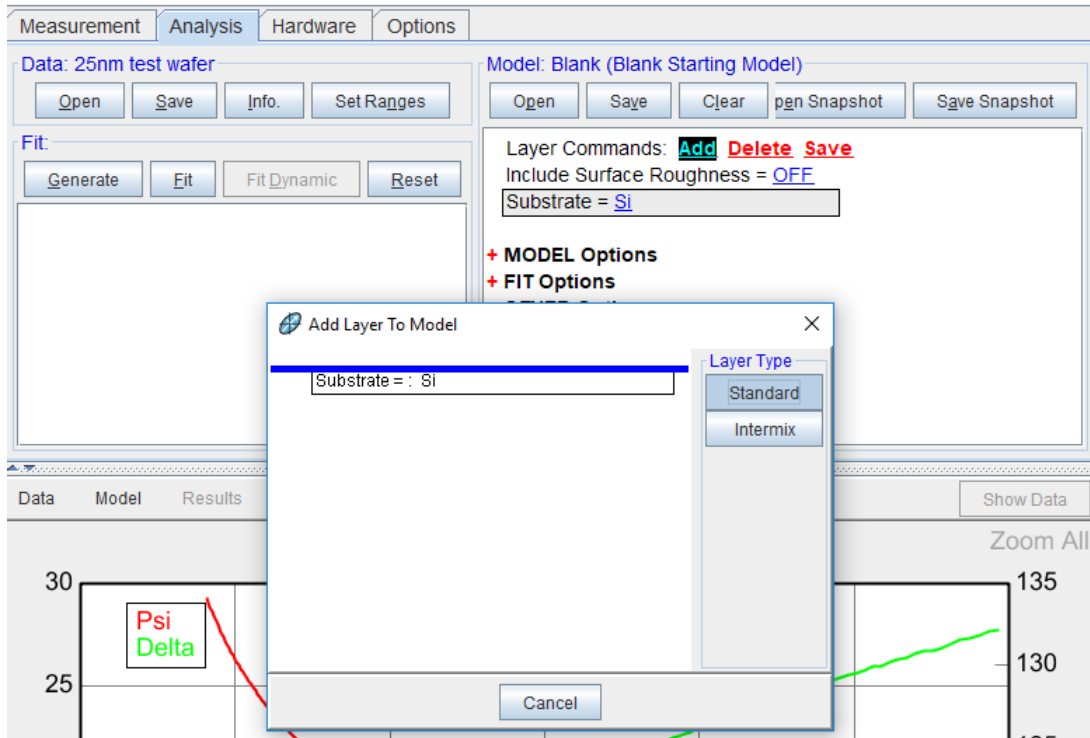 Measurement Analysis Hardware Options
Data: 25nm test wafer
Open Save Info. Set Ranges
Fit:
Generate Fit Fit Dynamic Reset
Model: Blank (Blank Starting Model)
Open Save Clear pen Snapshot Save Snapshot
Layer Commands: Add Delete Save
Include Surface Roughness = OFF
Substrate = Si
+ MODEL Options
+ FIT Options
Add Layer To Model
Substrate = : Si
Layer Type
Standard
Intermix
Cancel
Data Model Results Show Data
Zoom All
30 135
Psi
Delta
130
25